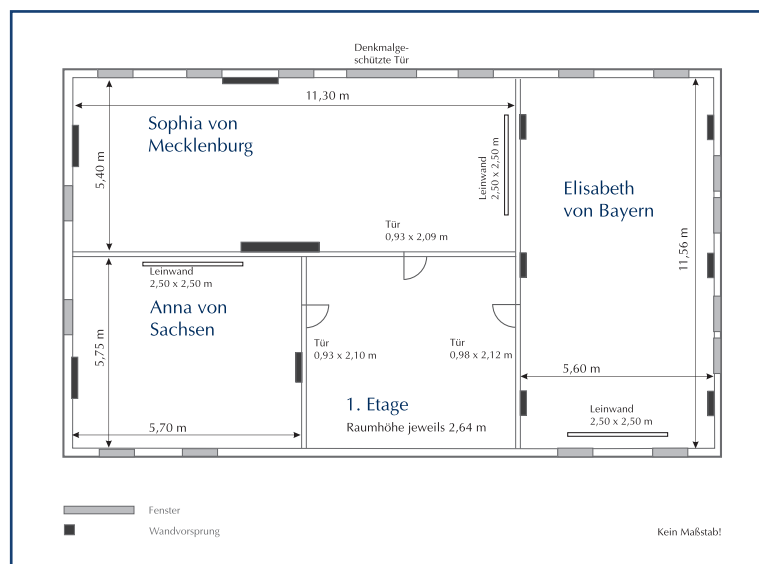 Denkmalge-
schützte Tür
11,30 m
Sophia von
Mecklenburg
5,40 m
Leinwand
2,50 x 2,50 m
Elisabeth
von Bayern
11,56 m
Tür
0,93 x 2,09 m
Leinwand
2,50 x 2,50 m
Anna von
Sachsen
5,75 m
Tür
0,93 x 2,10 m
Tür
0,98 x 2,12 m
5,60 m
1. Etage
Raumhöhe jeweils 2,64 m
5,70 m
Leinwand
2,50 x 2,50 m
Fenster
Wandvorsprung
Kein Maßstab!